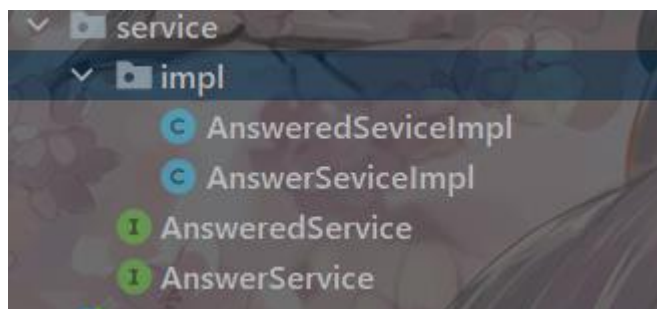 service
impl
AnsweredSeviceImpl
AnswerSeviceImpl
AnsweredService
AnswerService